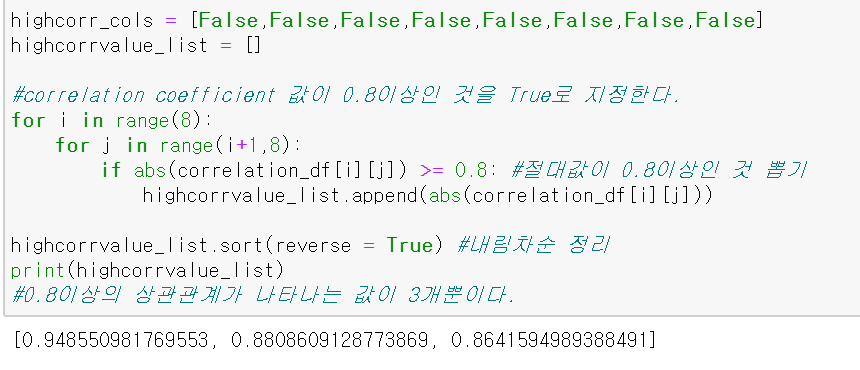 highcorr_cols = [False,False,False,False,False,False,False,False]
highcorrvalue_list = []
#correlation coefficient 값이 0.8이상인 것을 True로 지정한다.
for i in range(8):
    for j in range(i+1,8):
        if abs(correlation_df[i][j]) >= 0.8: #절대값이 0.8이상인 것 뽑기
            highcorrvalue_list.append(abs(correlation_df[i][j]))
highcorrvalue_list.sort(reverse = True) #내림차순 정리
print(highcorrvalue_list)
#0.8이상의 상관관계가 나타나는 값이 3개뿐이다.
[0.948550981769553, 0.8808609128773869, 0.8641594989388491]